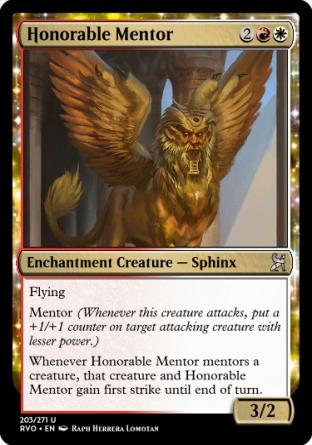 Honorable Mentor 2
Enchantment Creature — Sphinx
Flying
Mentor (Whenever this creature attacks, put a
+1/+1 counter on target attacking creature with
lesser power.)
Whenever Honorable Mentor mentors a
creature, that creature and Honorable
Mentor gain first strike until end of turn.
3/2
203/271 U
RVO • EN Raph Herrera Lomotan